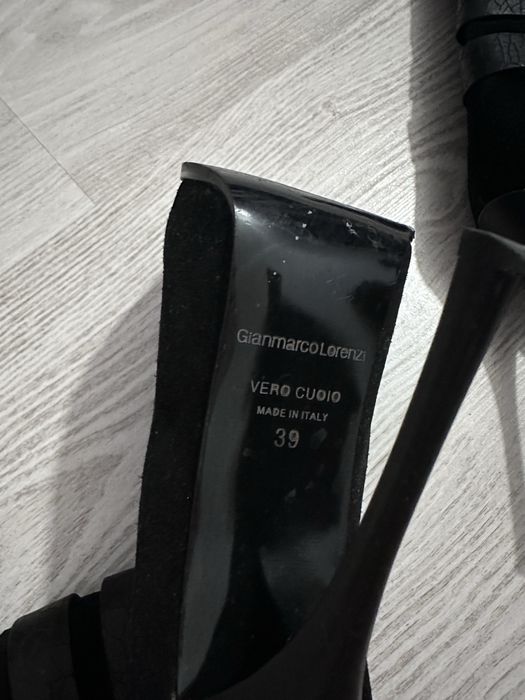 GianmarcoLorenzi
VERO CUOIO
MADE IN ITALY
39